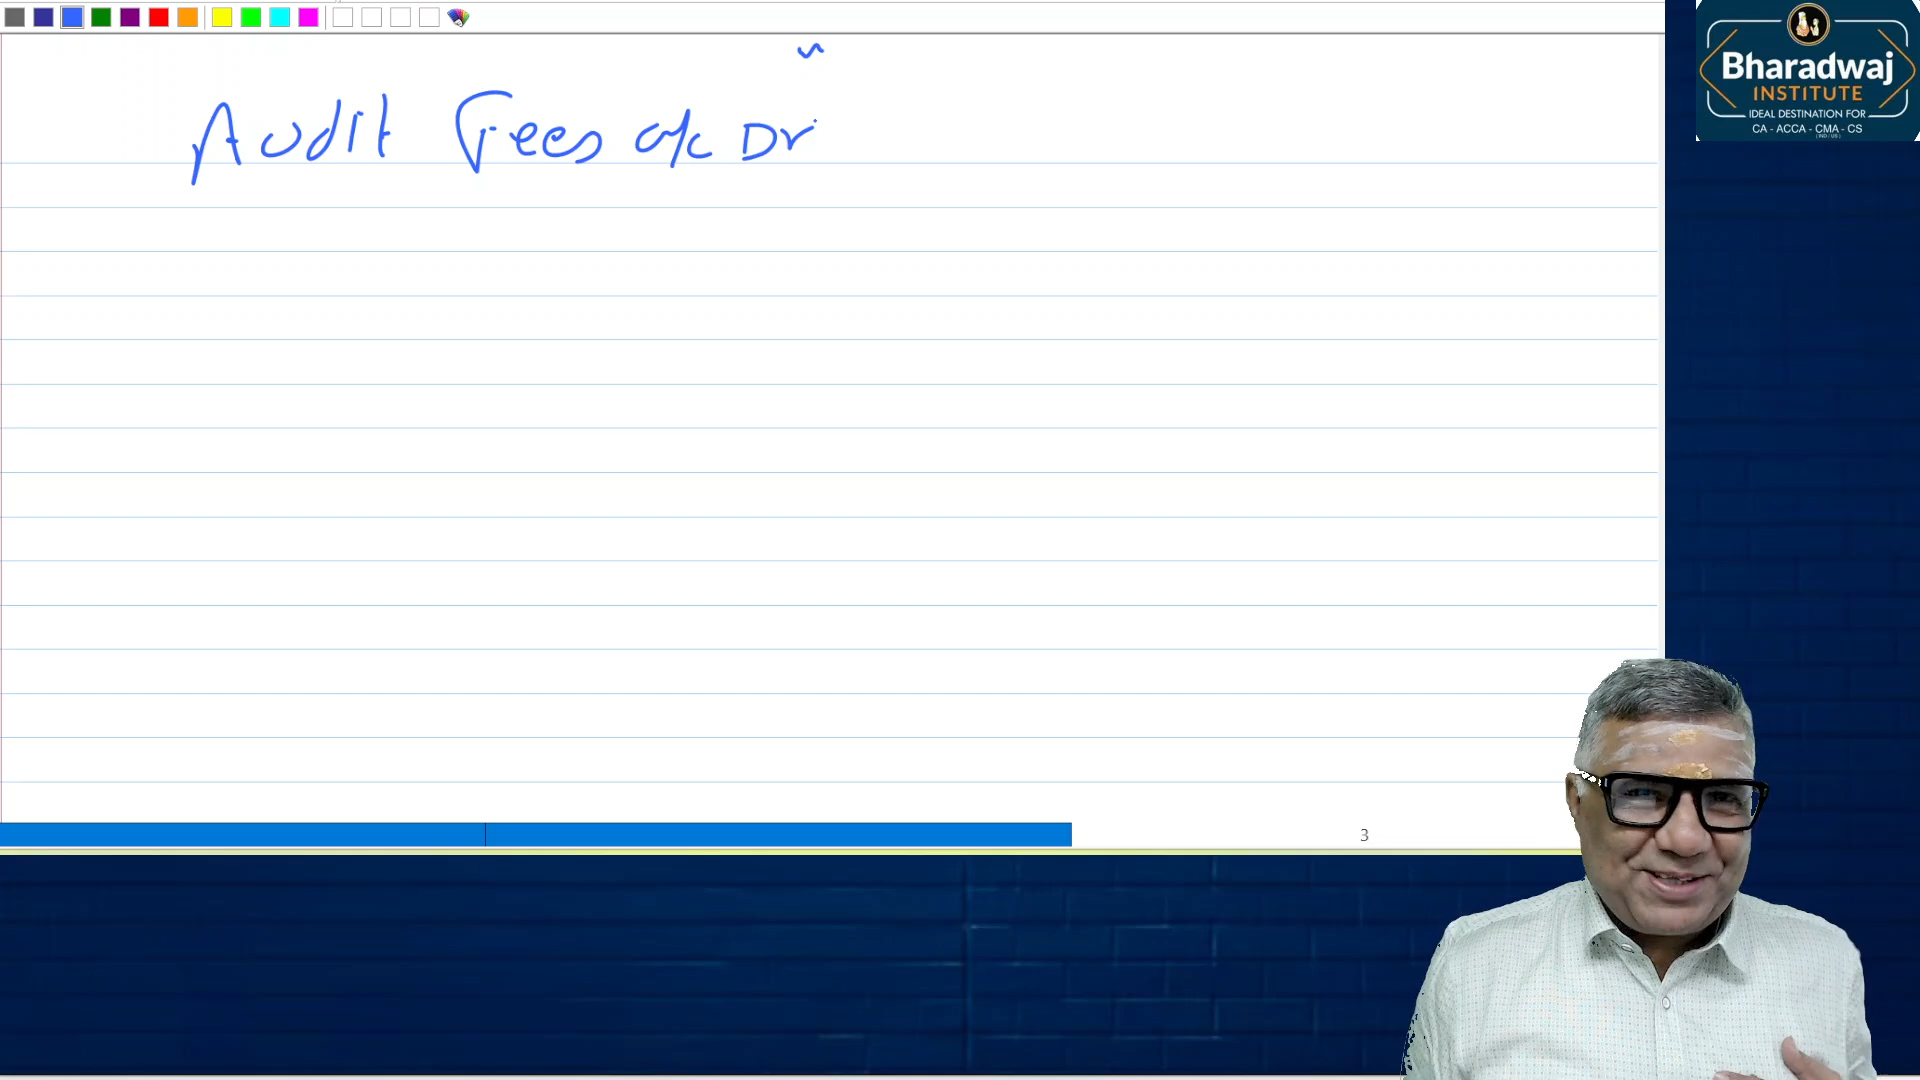 Audit Fees a/c Dr
Bharadwaj
INSTITUTE
IDEAL DESTINATION FOR
CA - ACCA - CMA - CS
3